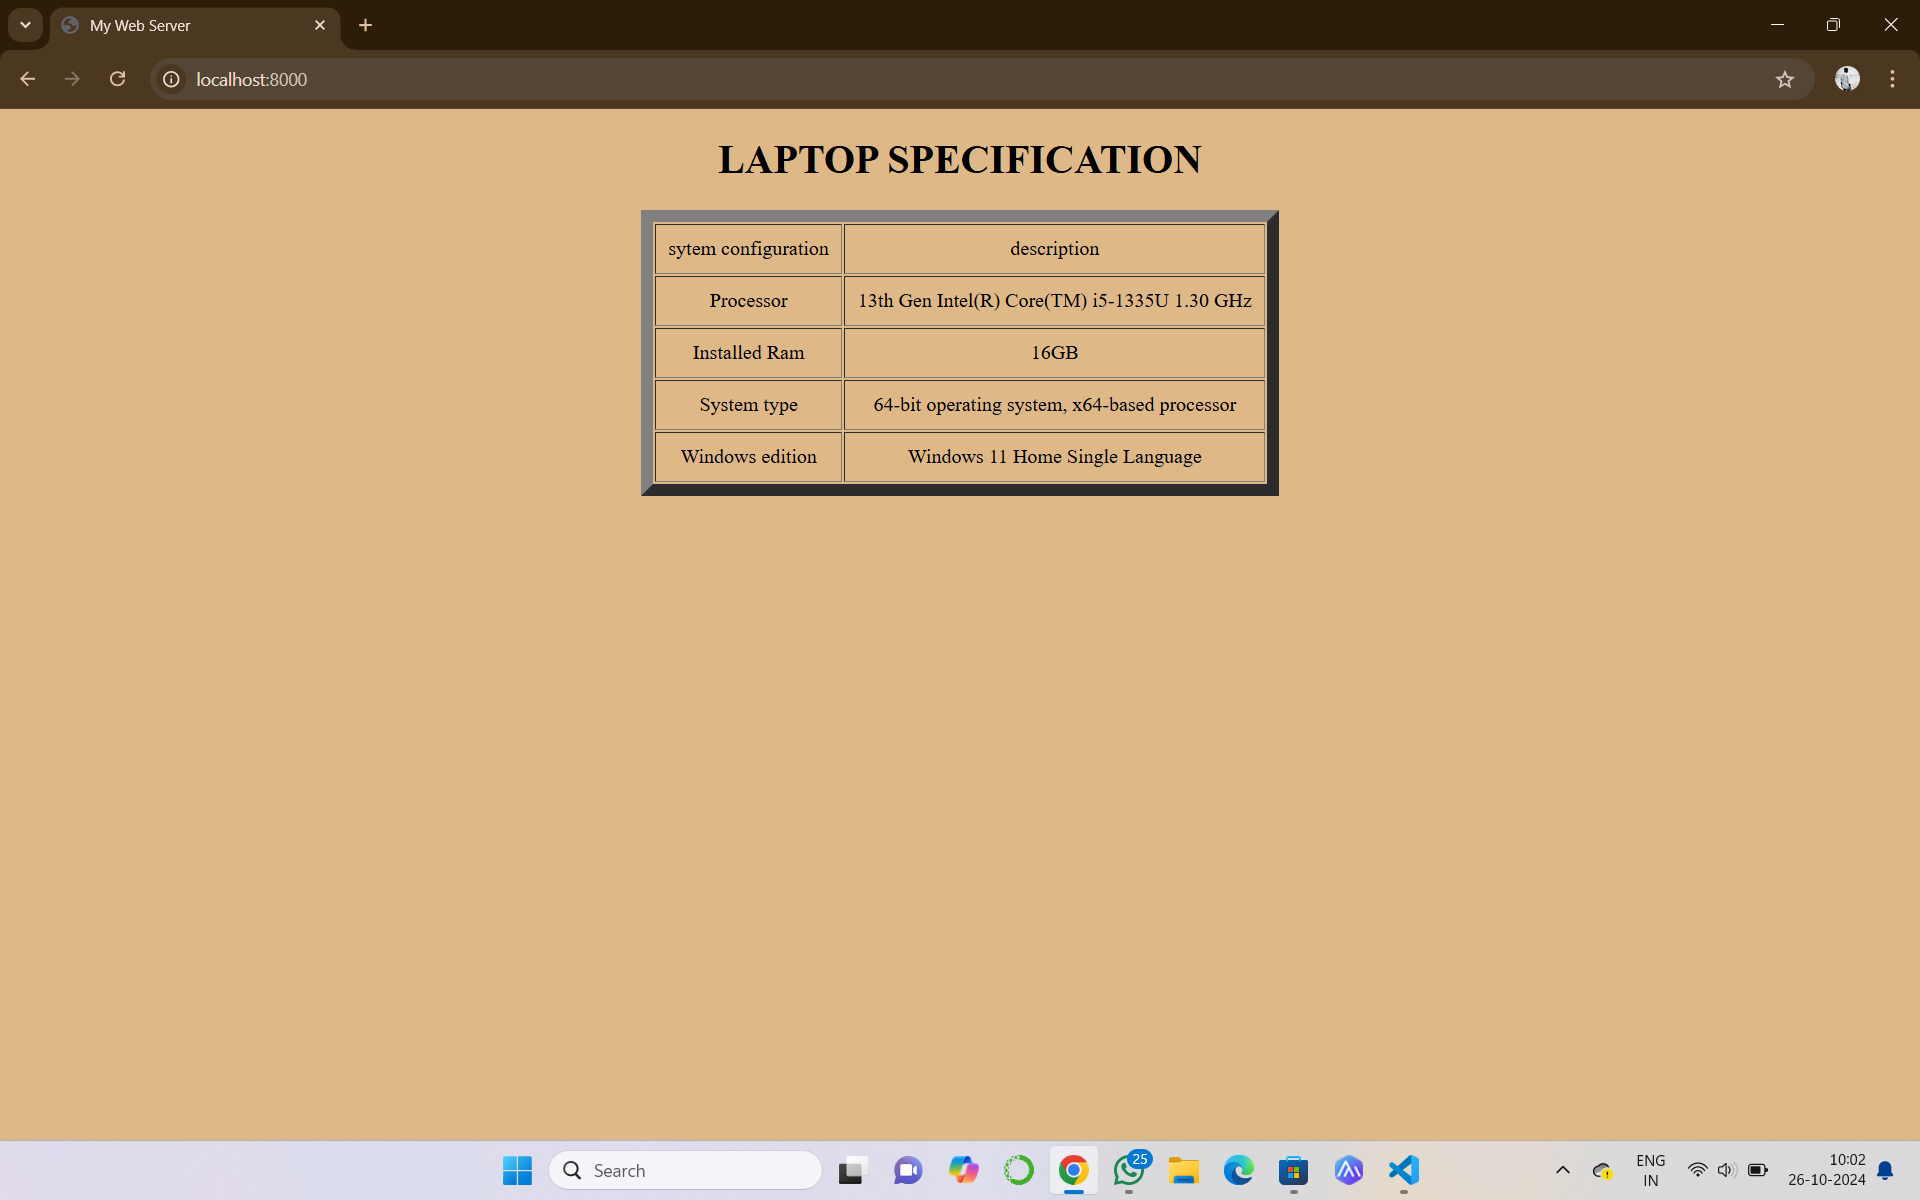 My Web Server
localhost:8000
LAPTOP SPECIFICATION
sytem configuration description
Processor 13th Gen Intel(R) Core(TM) i5-1335U 1.30 GHz
Installed Ram 16GB
System type 64-bit operating system, x64-based processor
Windows edition Windows 11 Home Single Language
Search
25
ENG
IN
10:02
26-10-2024